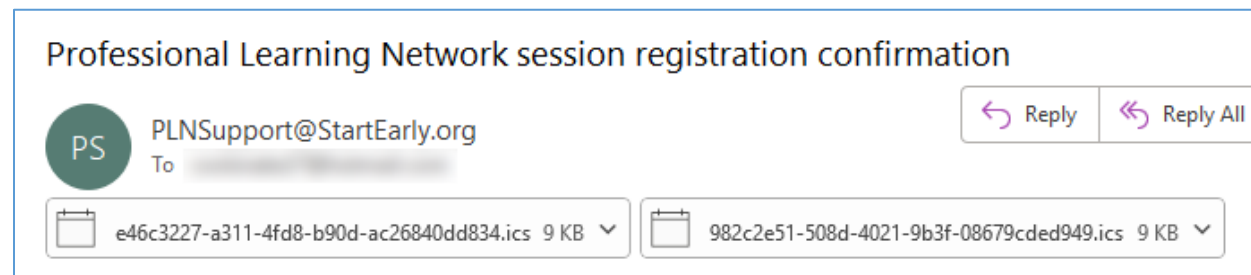 Professional Learning Network session registration confirmation
Reply
Reply All
PS
PLNSupport@StartEarly.org
To
e46c3227-a311-4fd8-b90d-ac26840dd834.ics 9 KB
982c2e51-508d-4021-9b3f-08679cded949.ics 9 KB